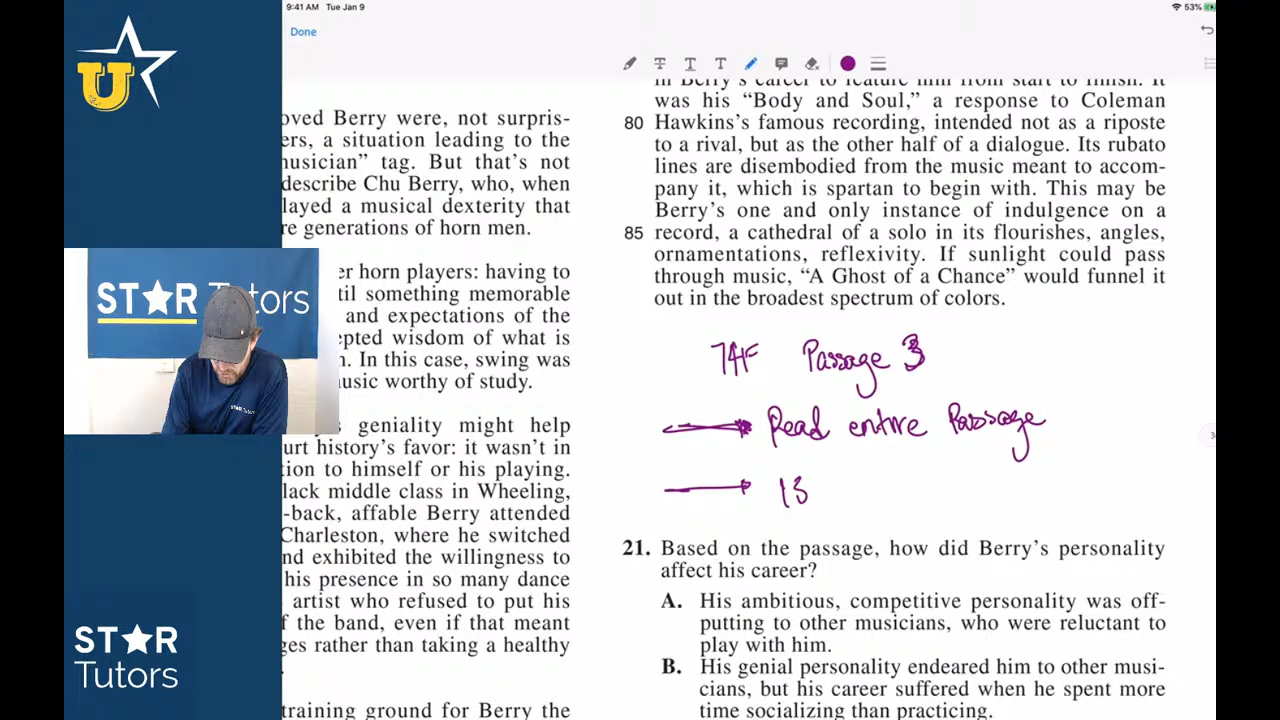 9:41 AM Tue Jan 9
53%
Done
U
oved Berry were, not surpris-
ers, a situation leading to the
musician” tag. But that’s not
describe Chu Berry, who, when
layed a musical dexterity that
re generations of horn men.
er horn players: having to
til something memorable
and expectations of the
epted wisdom of what is
n. In this case, swing was
usic worthy of study.
geniality might help
urt history’s favor: it wasn’t in
tion to himself or his playing.
lack middle class in Wheeling,
-back, affable Berry attended
Charleston, where he switched
nd exhibited the willingness to
his presence in so many dance
artist who refused to put his
f the band, even if that meant
ges rather than taking a healthy
training ground for Berry the
in Berry’s career to feature him from start to finish. It
was his “Body and Soul,” a response to Coleman
80 Hawkins’s famous recording, intended not as a riposte
to a rival, but as the other half of a dialogue. Its rubato
lines are disembodied from the music meant to accom-
pany it, which is spartan to begin with. This may be
Berry’s one and only instance of indulgence on a
85 record, a cathedral of a solo in its flourishes, angles,
ornamentations, reflexivity. If sunlight could pass
through music, “A Ghost of a Chance” would funnel it
out in the broadest spectrum of colors.
74F Passage 3
Read entire Passage
13
21. Based on the passage, how did Berry’s personality
affect his career?
A. His ambitious, competitive personality was off-
putting to other musicians, who were reluctant to
play with him.
B. His genial personality endeared him to other musi-
cians, but his career suffered when he spent more
time socializing than practicing.
STAR Tutors
STAR
STAR
Tutors